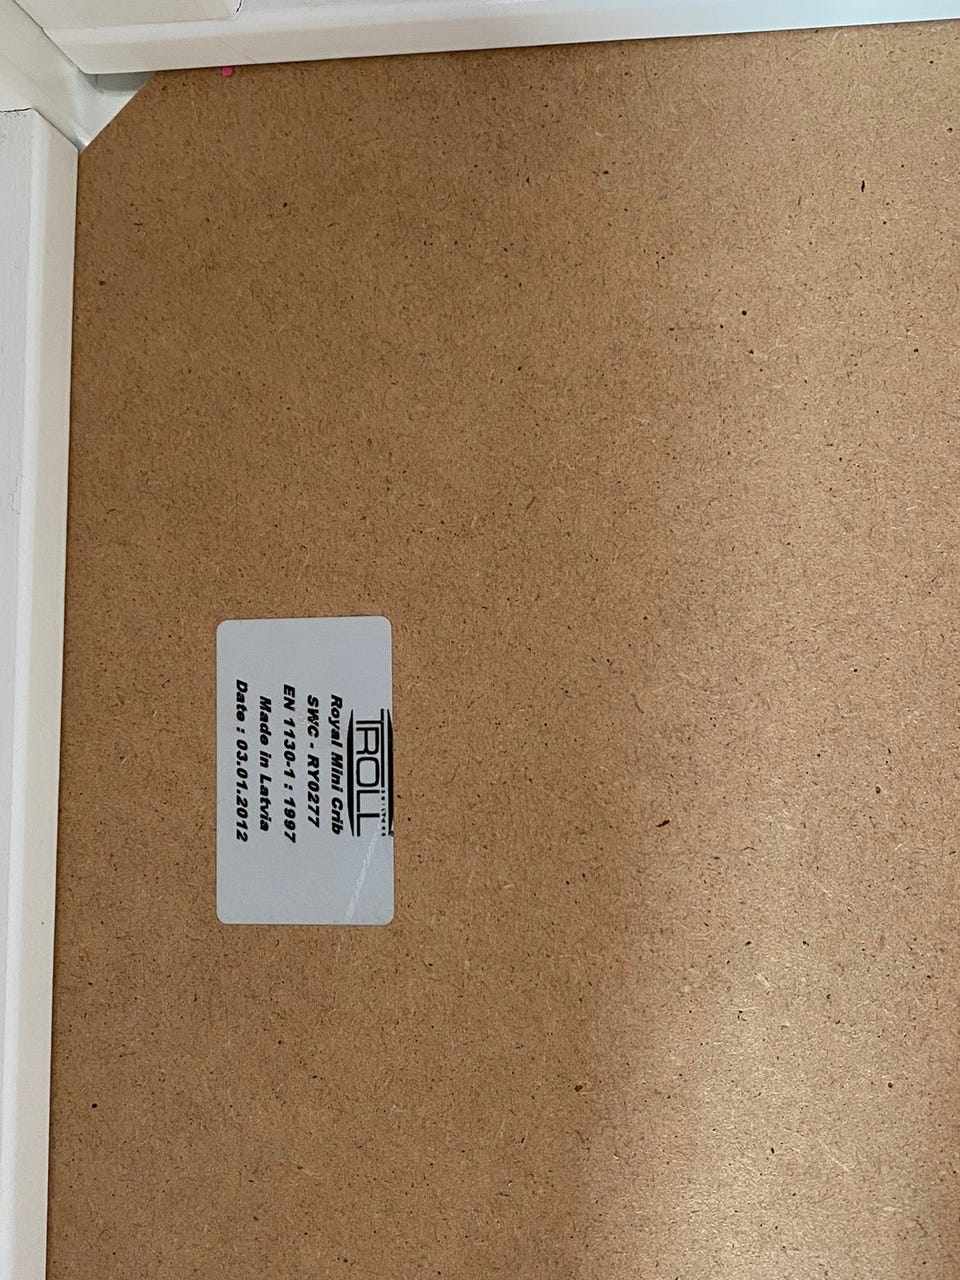 TROLL
Royal Mini Crib
SWC - RY0277
EN 1130-1 : 1997
Made in Latvia
Date : 03.01.2012